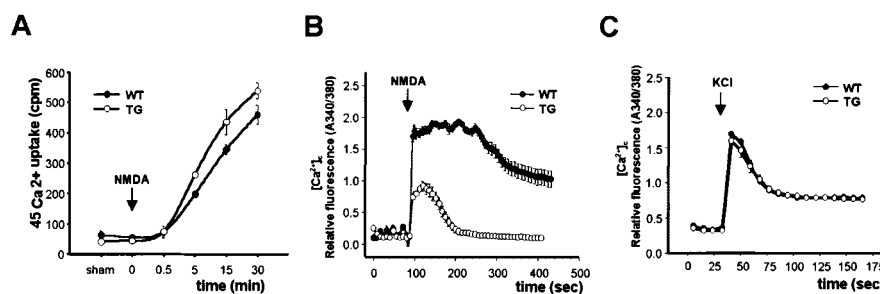 A
45 Ca 2+ uptake (cpm)
600
500
400
300
200
100
0
WT
TG
NMDA
sham 0 0.5 5 15 30
time (min)
B
[Ca²⁺]c
Relative fluorescence (A340/380)
2.5
2.0
1.5
1.0
0.5
0.0
NMDA
WT
TG
0 100 200 300 400 500
time (sec)
C
[Ca²⁺]c
Relative fluorescence (A340/380)
2.5
2.0
1.5
1.0
0.5
0.0
KCl
WT
TG
0 25 50 75 100 125 150 175
time (sec